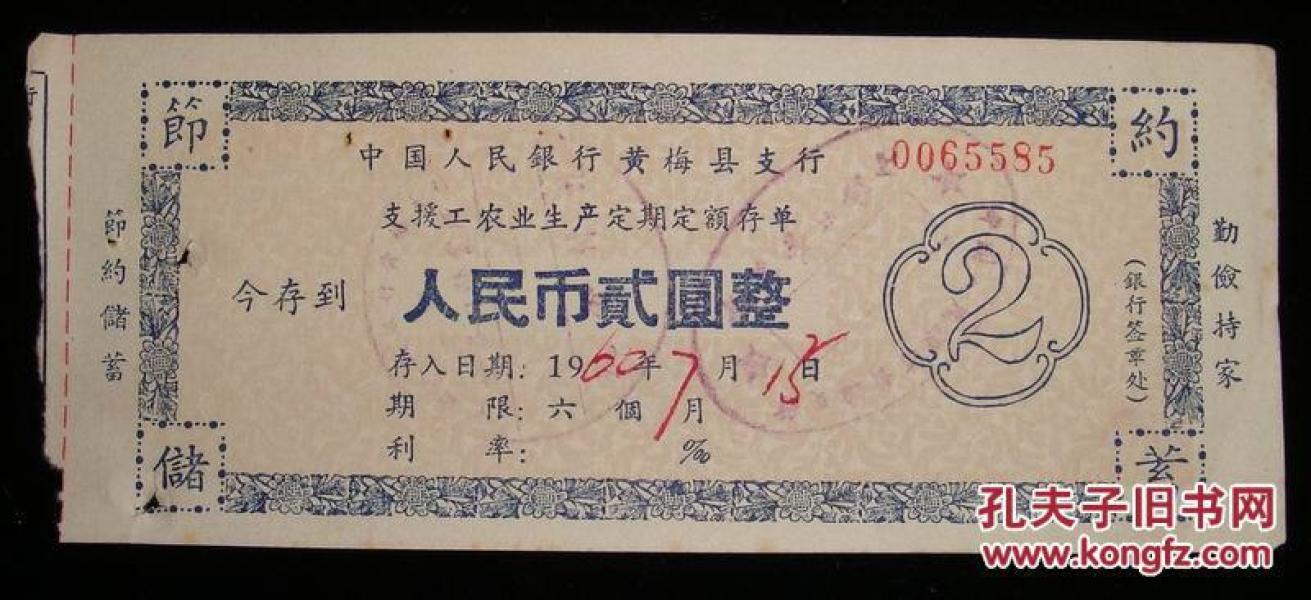 節 約
中国人民銀行黄梅县支行 0065585
支援工农业生产定期定額存单
今存到 人民币貳圓整
2
存入日期: 1960年7月15日
期 限: 六個月
利 率: ‰
(銀行签章处)
儲 蓄
節約儲蓄
勤儉持家
孔夫子旧书网
www.kongfz.com